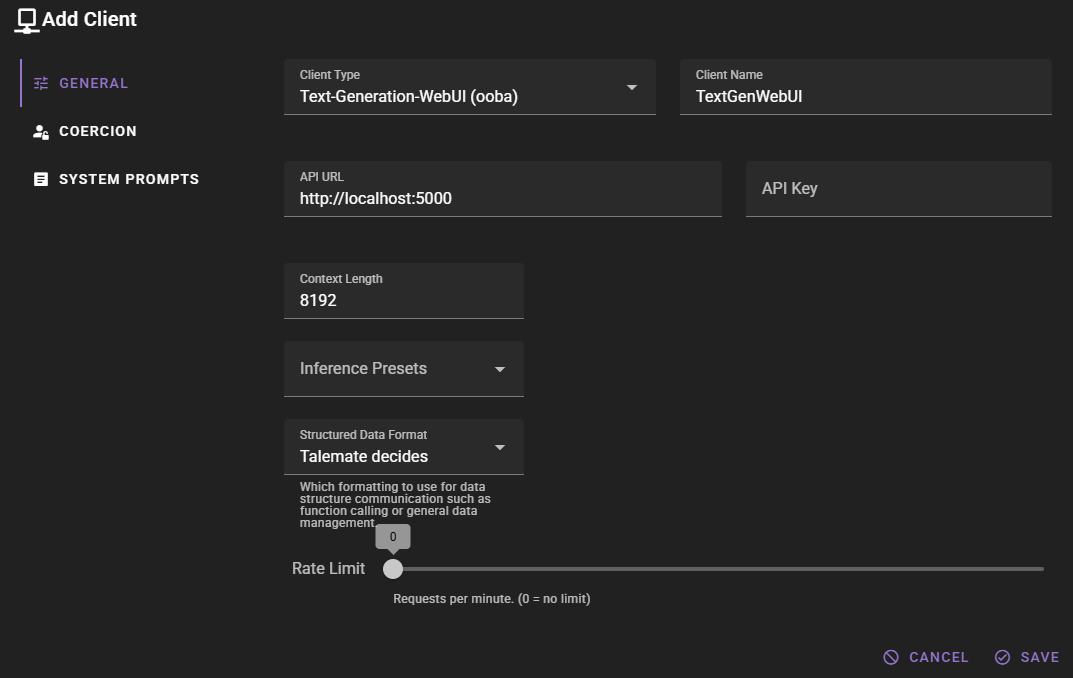 Add Client
GENERAL
COERCION
SYSTEM PROMPTS
Client Type
Text-Generation-WebUI (ooba)
Client Name
TextGenWebUI
API URL
http://localhost:5000
API Key
Context Length
8192
Inference Presets
Structured Data Format
Talemate decides
Which formatting to use for data
structure communication such as
function calling or general data
management.
0
Rate Limit
Requests per minute. (0 = no limit)
CANCEL
SAVE